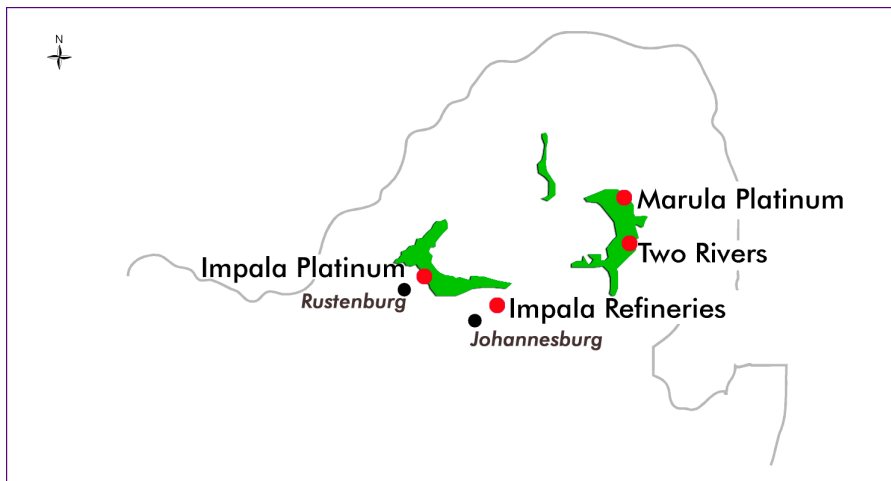 N
Marula Platinum
Two Rivers
Impala Platinum
Rustenburg
Impala Refineries
Johannesburg